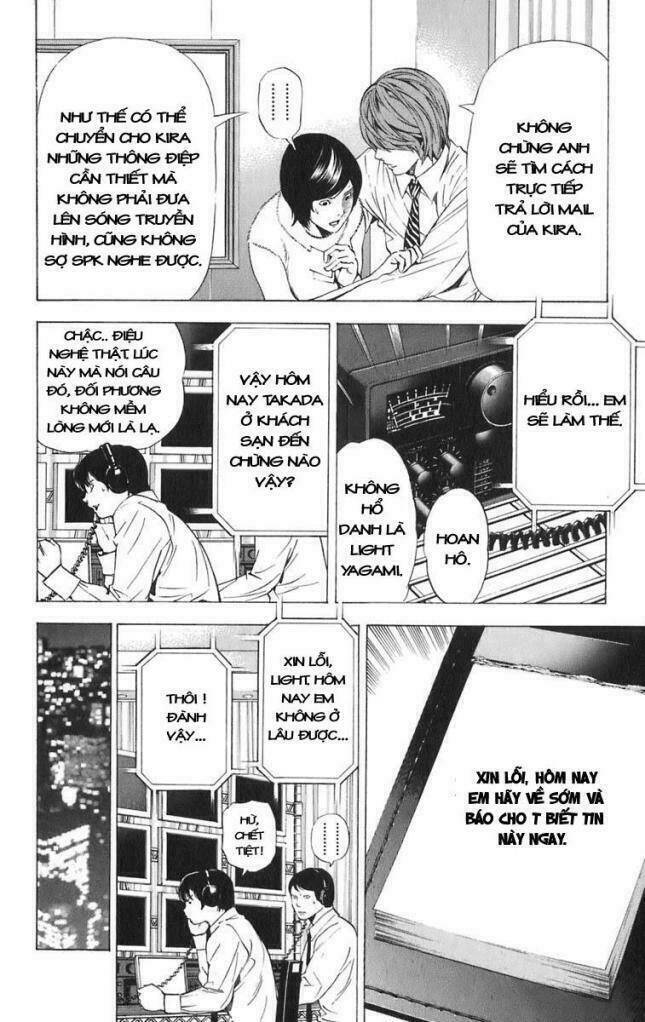 KHÔNG
CHỪNG ANH
SẼ TÌM CÁCH
TRỰC TIẾP
TRẢ LỜI MAIL
CỦA KIRA.
......
NHƯ THẾ CÓ THỂ
CHUYỂN CHO KIRA
NHỮNG THÔNG ĐIỆP
CẦN THIẾT MÀ
KHÔNG PHẢI ĐƯA
LÊN SÓNG TRUYỀN
HÌNH, CŨNG KHÔNG
SỢ SPK NGHE ĐƯỢC.
HIỂU RỒI... EM
SẼ LÀM THẾ.
HOAN
HÔ.
KHÔNG
HỔ
DANH LÀ
LIGHT
YAGAMI.
VẬY HÔM
NAY TAKADA
Ở KHÁCH
SẠN ĐẾN
CHỪNG NÀO
VẬY?
CHẬC.. ĐIỆU
NGHỆ THẬT. LÚC
NÀY MÀ NÓI CÂU
ĐÓ, ĐỐI PHƯƠNG
KHÔNG MỀM
LÒNG MỚI LÀ LẠ.
XIN LỖI, HÔM NAY
EM HÃY VỀ SỚM VÀ
BÁO CHO T BIẾT TIN
NÀY NGAY.
XIN LỖI,
LIGHT. HÔM
NAY EM
KHÔNG Ở
LÂU ĐƯỢC...
THÔI !
ĐÀNH
VẬY...
......
HỪ,
CHẾT
TIỆT!